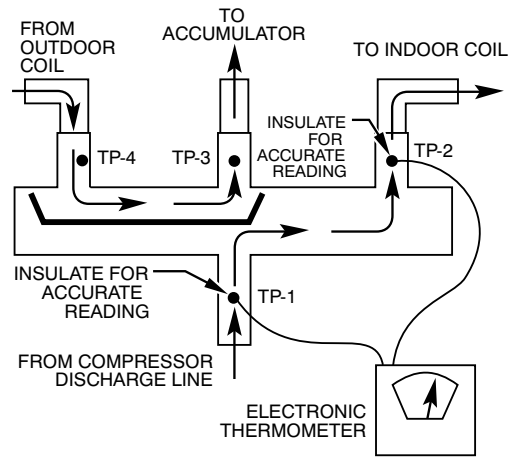 FROM
OUTDOOR
COIL
TO
ACCUMULATOR
TO INDOOR COIL
INSULATE
FOR
ACCURATE
READING
TP-4
TP-3
TP-2
INSULATE FOR
ACCURATE
READING
TP-1
FROM COMPRESSOR
DISCHARGE LINE
ELECTRONIC
THERMOMETER